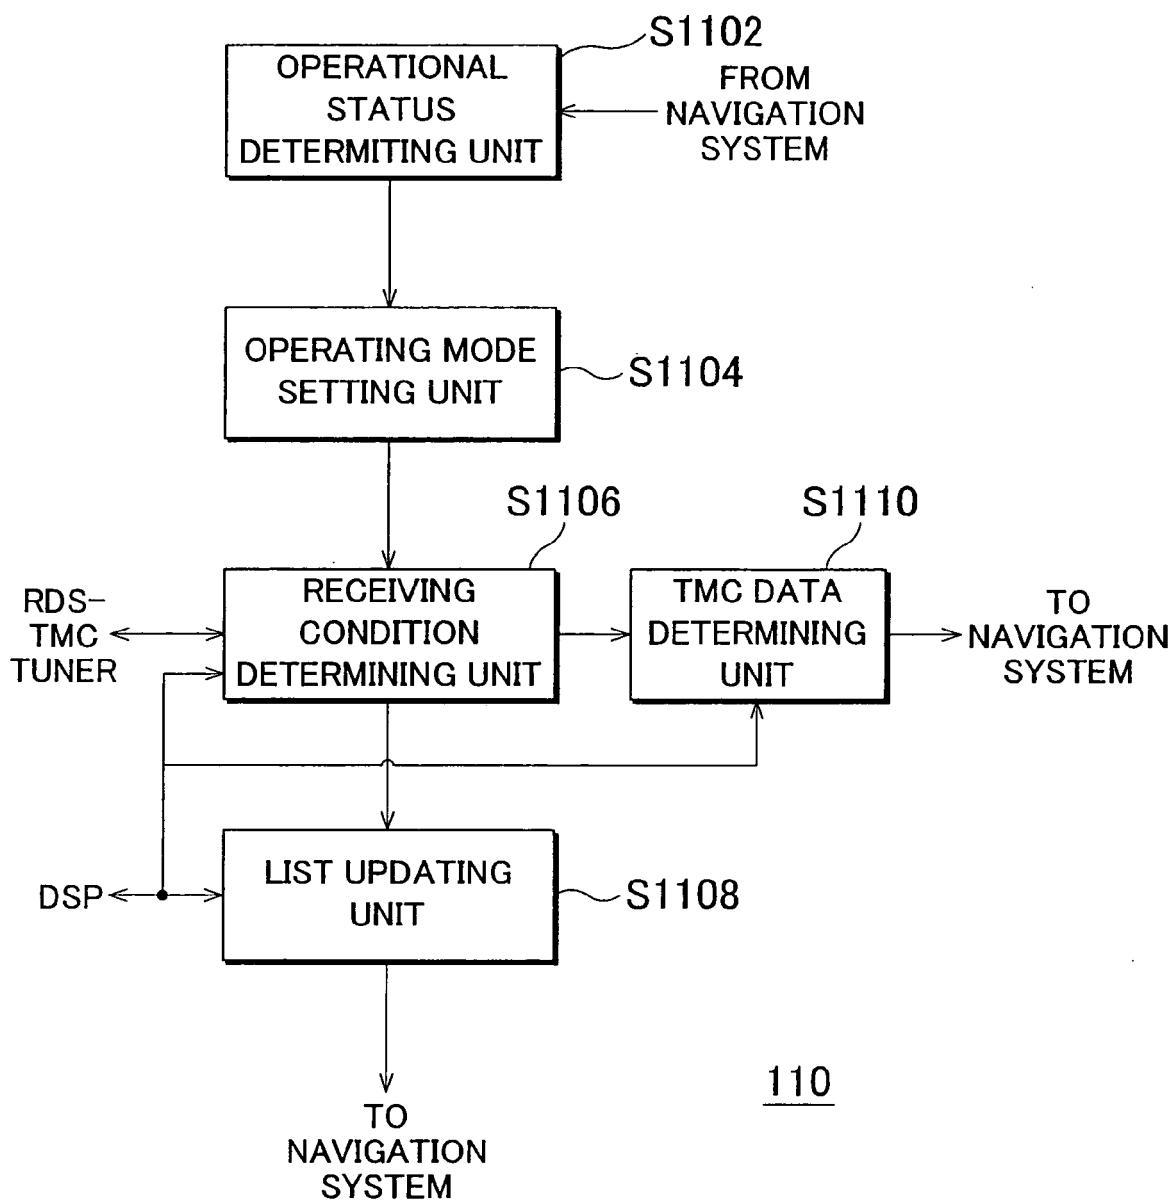 S1102
OPERATIONAL
STATUS
DETERMITING UNIT
FROM
NAVIGATION
SYSTEM
OPERATING MODE
SETTING UNIT
S1104
S1106
S1110
RDS-
TMC
TUNER
RECEIVING
CONDITION
DETERMINING UNIT
TMC DATA
DETERMINING
UNIT
TO
NAVIGATION
SYSTEM
DSP
LIST UPDATING
UNIT
S1108
TO
NAVIGATION
SYSTEM
110